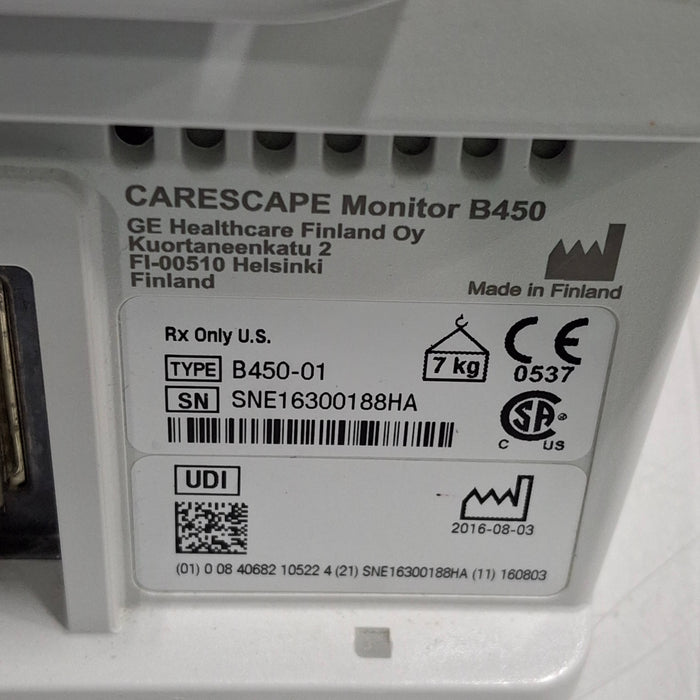 CARESCAPE Monitor B450
GE Healthcare Finland Oy
Kuortaneenkatu 2
FI-00510 Helsinki
Finland
Made in Finland
Rx Only U.S.
TYPE B450-01
SN SNE16300188HA
7 kg
CE
0537
SA ®
C US
UDI
2016-08-03
(01) 0 08 40682 10522 4 (21) SNE16300188HA (11) 160803